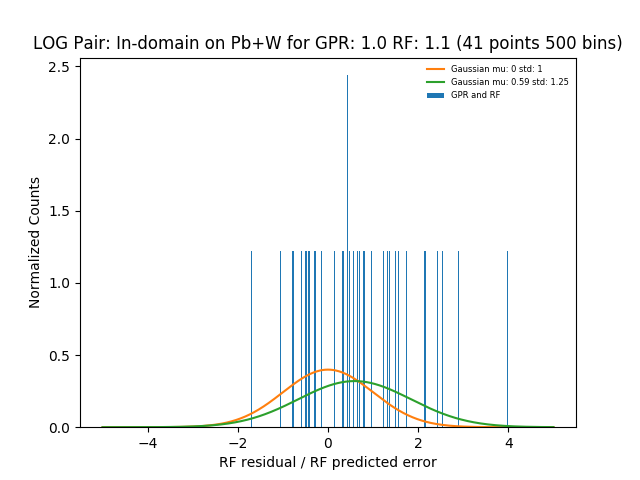 LOG Pair: In-domain on Pb+W for GPR: 1.0 RF: 1.1 (41 points 500 bins)
Gaussian mu: 0 std: 1
Gaussian mu: 0.59 std: 1.25
GPR and RF
Normalized Counts
2.5
2.0
1.5
1.0
0.5
0.0
−4
−2
0
2
4
RF residual / RF predicted error